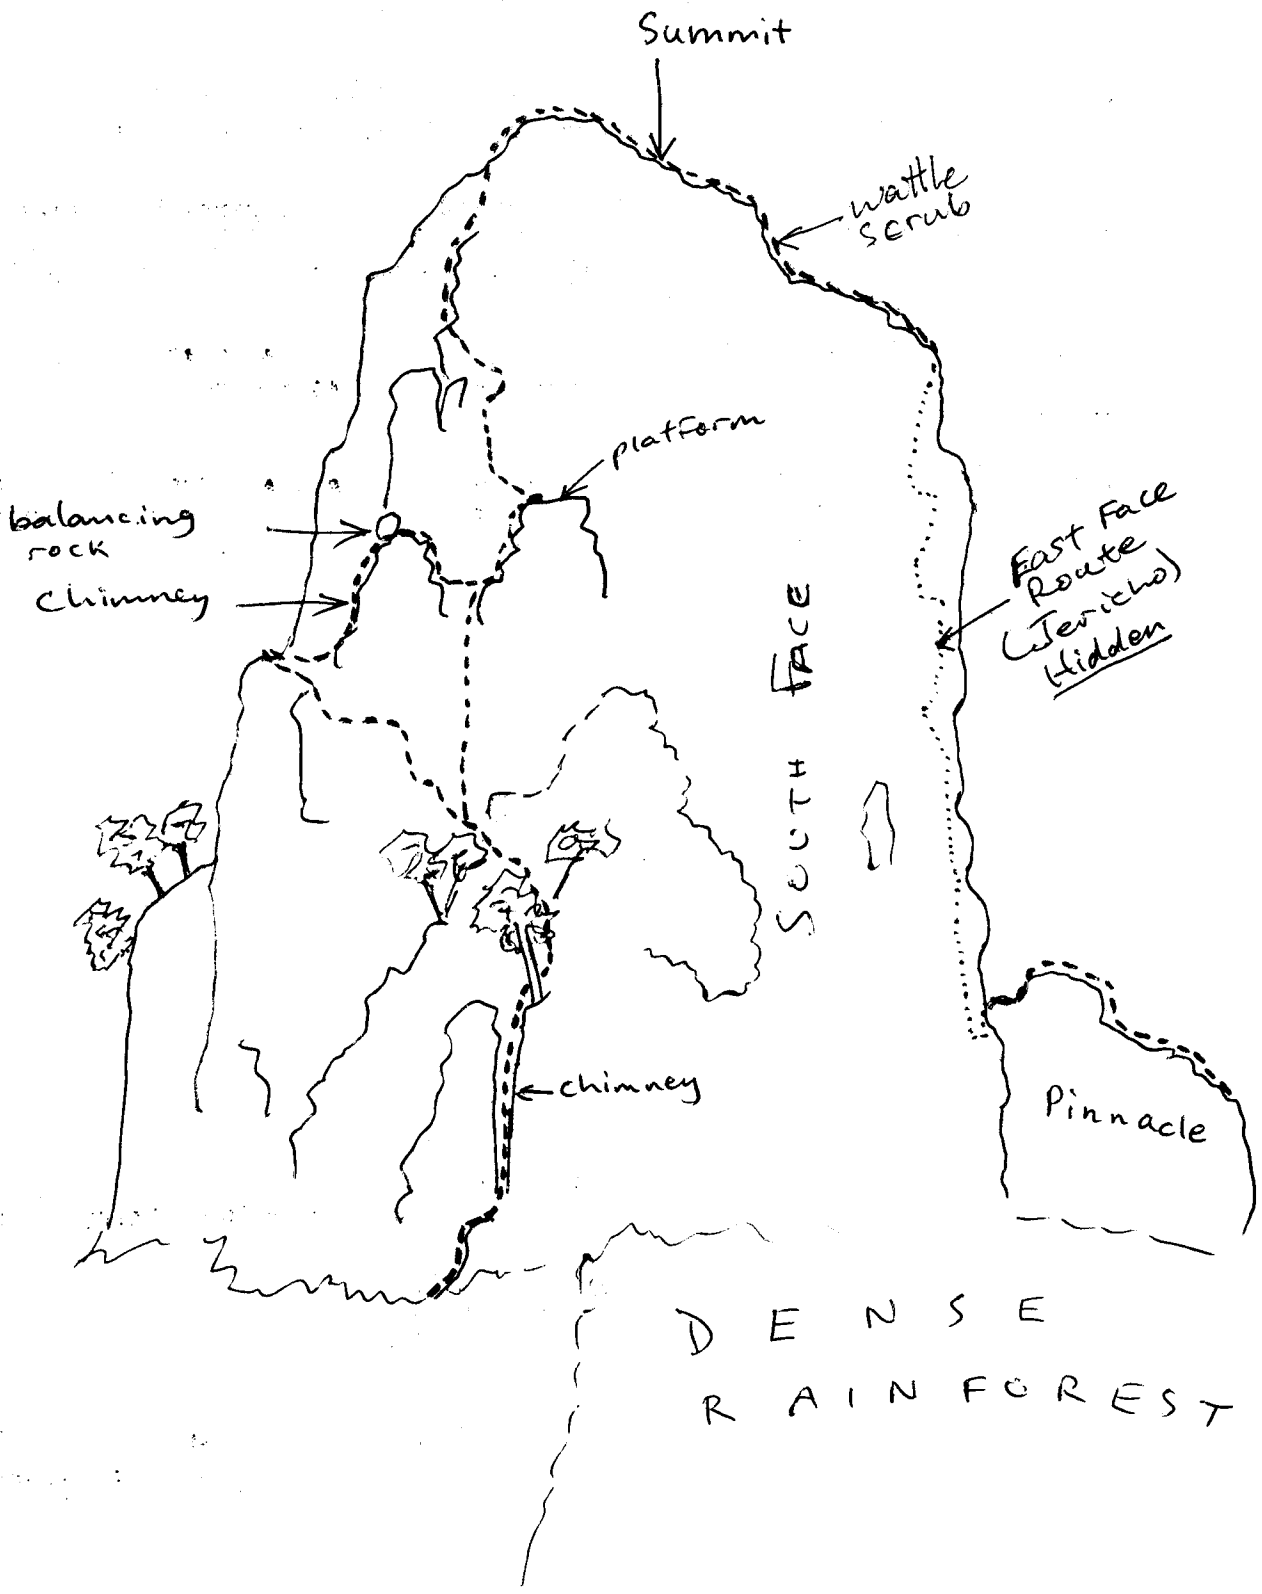 Summit
wattle
scrub
platform
balancing
rock
chimney
East Face
Route
(Jericho)
Hidden
SOUTH FACE
chimney
Pinnacle
DENSE
RAINFOREST